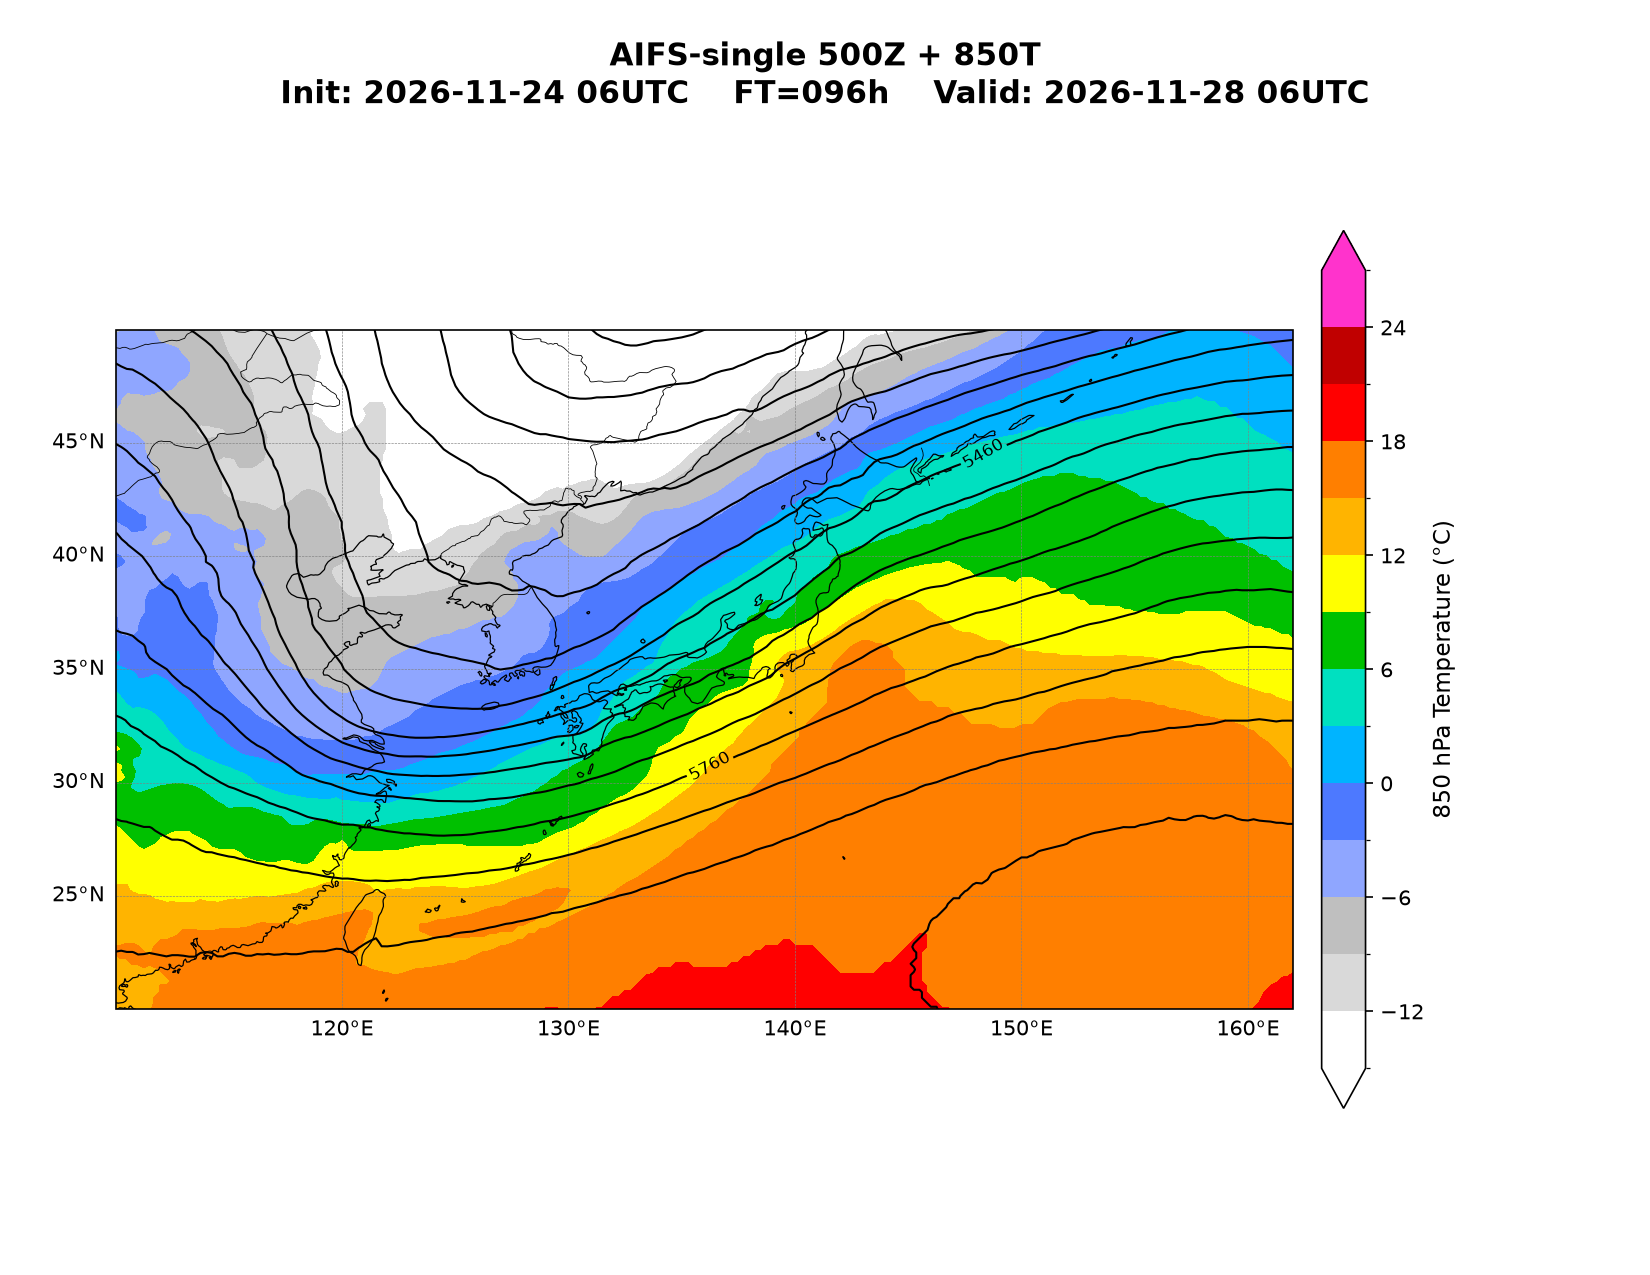 AIFS-single 500Z + 850T
Init: 2026-11-24 06UTC    FT=096h    Valid: 2026-11-28 06UTC
45°N
40°N
35°N
30°N
25°N
120°E
130°E
140°E
150°E
160°E
5460
5760
24
18
12
6
0
−6
−12
850 hPa Temperature (°C)